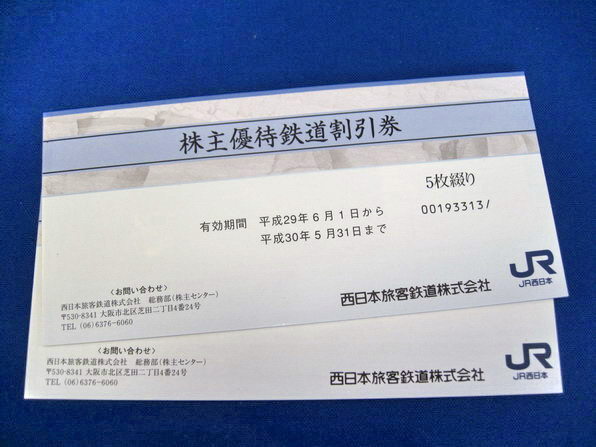 株主優待鉄道割引券
5枚綴り
有効期間 平成29年6月1日から
00193313/
平成30年5月31日まで
〈お問い合わせ〉
西日本旅客鉄道株式会社 総務部(株主センター)
〒530-8341 大阪市北区芝田二丁目4番24号
TEL (06)6376-6060
西日本旅客鉄道株式会社
JR
JR西日本
〈お問い合わせ〉
西日本旅客鉄道株式会社 総務部(株主センター)
〒530-8341 大阪市北区芝田二丁目4番24号
TEL (06)6376-6060
西日本旅客鉄道株式会社
JR
JR西日本